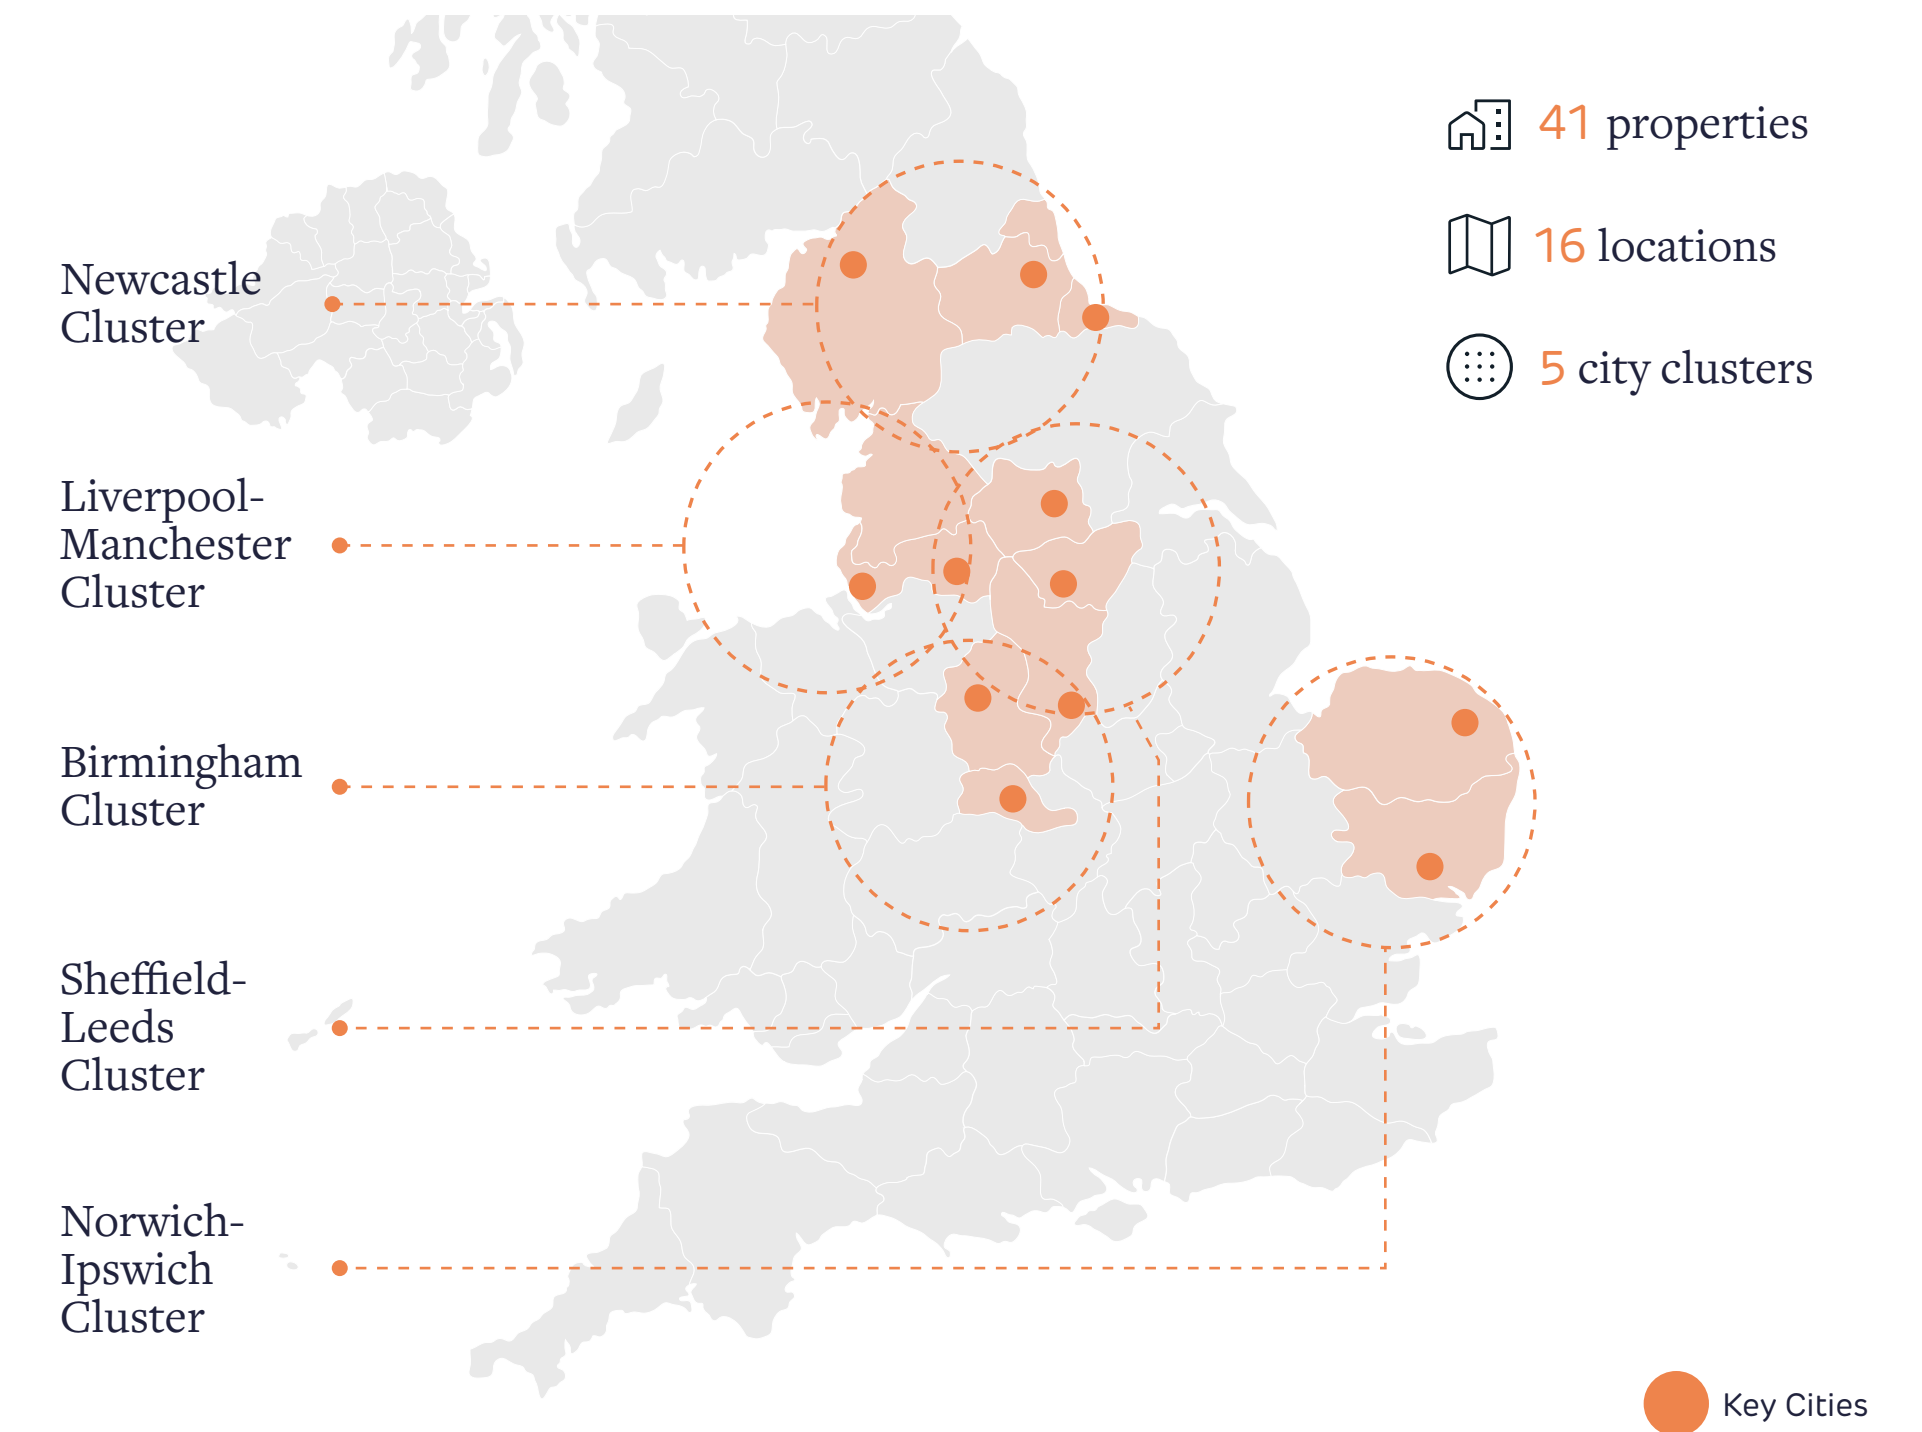 41 properties
16 locations
5 city clusters
Newcastle
Cluster
Liverpool-
Manchester
Cluster
Birmingham
Cluster
Sheffield-
Leeds
Cluster
Norwich-
Ipswich
Cluster
Key Cities